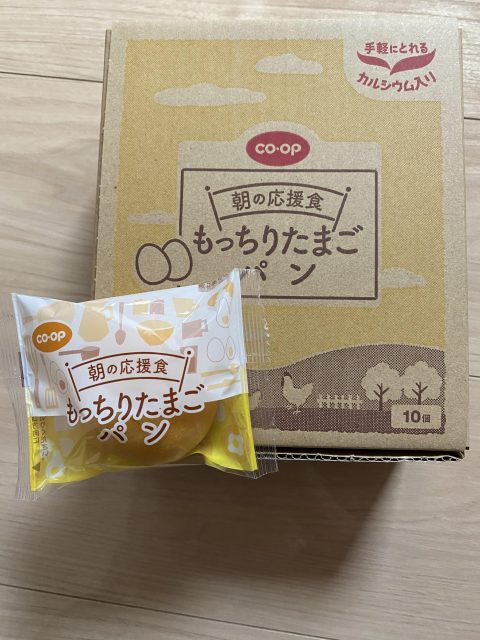 手軽にとれる
カルシウム入り
CO·OP
朝の応援食
もっちりたまご
パン
10個
CO·OP
朝の応援食
もっちりたまご
パン